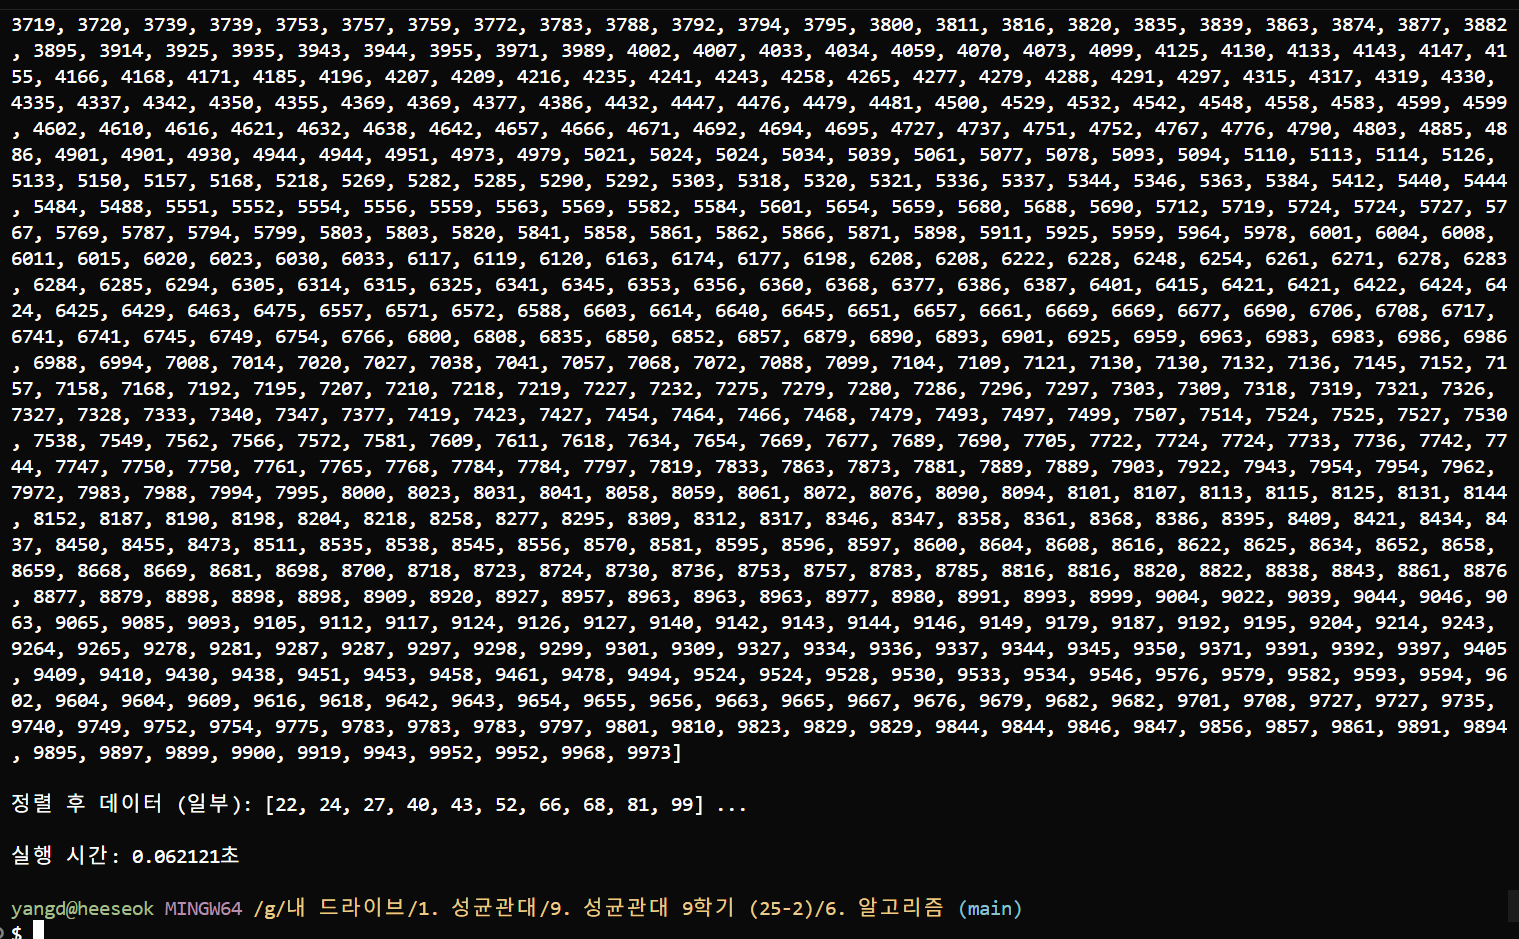 3719, 3720, 3739, 3739, 3753, 3757, 3759, 3772, 3783, 3788, 3792, 3794, 3795, 3800, 3811, 3816, 3820, 3835, 3839, 3863, 3874, 3877, 3882
, 3895, 3914, 3925, 3935, 3943, 3944, 3955, 3971, 3989, 4002, 4007, 4033, 4034, 4059, 4070, 4073, 4099, 4125, 4130, 4133, 4143, 4147, 41
55, 4166, 4168, 4171, 4185, 4196, 4207, 4209, 4216, 4235, 4241, 4243, 4258, 4265, 4277, 4279, 4288, 4291, 4297, 4315, 4317, 4319, 4330,
4335, 4337, 4342, 4350, 4355, 4369, 4369, 4377, 4386, 4432, 4447, 4476, 4479, 4481, 4500, 4529, 4532, 4542, 4548, 4558, 4583, 4599, 4599
, 4602, 4610, 4616, 4621, 4632, 4638, 4642, 4657, 4666, 4671, 4692, 4694, 4695, 4727, 4737, 4751, 4752, 4767, 4776, 4790, 4803, 4885, 48
86, 4901, 4901, 4930, 4944, 4944, 4951, 4973, 4979, 5021, 5024, 5024, 5034, 5039, 5061, 5077, 5078, 5093, 5094, 5110, 5113, 5114, 5126,
5133, 5150, 5157, 5168, 5218, 5269, 5282, 5285, 5290, 5292, 5303, 5318, 5320, 5321, 5336, 5337, 5344, 5346, 5363, 5384, 5412, 5440, 5444
, 5484, 5488, 5551, 5552, 5554, 5556, 5559, 5563, 5569, 5582, 5584, 5601, 5654, 5659, 5680, 5688, 5690, 5712, 5719, 5724, 5724, 5727, 57
67, 5769, 5787, 5794, 5799, 5803, 5803, 5820, 5841, 5858, 5861, 5862, 5866, 5871, 5898, 5911, 5925, 5959, 5964, 5978, 6001, 6004, 6008,
6011, 6015, 6020, 6023, 6030, 6033, 6117, 6119, 6120, 6163, 6174, 6177, 6198, 6208, 6208, 6222, 6228, 6248, 6254, 6261, 6271, 6278, 6283
, 6284, 6285, 6294, 6305, 6314, 6315, 6325, 6341, 6345, 6353, 6356, 6360, 6368, 6377, 6386, 6387, 6401, 6415, 6421, 6421, 6422, 6424, 64
24, 6425, 6429, 6463, 6475, 6557, 6571, 6572, 6588, 6603, 6614, 6640, 6645, 6651, 6657, 6661, 6669, 6669, 6677, 6690, 6706, 6708, 6717,
6741, 6741, 6745, 6749, 6754, 6766, 6800, 6808, 6835, 6850, 6852, 6857, 6879, 6890, 6893, 6901, 6925, 6959, 6963, 6983, 6983, 6986, 6986
, 6988, 6994, 7008, 7014, 7020, 7027, 7038, 7041, 7057, 7068, 7072, 7088, 7099, 7104, 7109, 7121, 7130, 7130, 7132, 7136, 7145, 7152, 71
57, 7158, 7168, 7192, 7195, 7207, 7210, 7218, 7219, 7227, 7232, 7275, 7279, 7280, 7286, 7296, 7297, 7303, 7309, 7318, 7319, 7321, 7326,
7327, 7328, 7333, 7340, 7347, 7377, 7419, 7423, 7427, 7454, 7464, 7466, 7468, 7479, 7493, 7497, 7499, 7507, 7514, 7524, 7525, 7527, 7530
, 7538, 7549, 7562, 7566, 7572, 7581, 7609, 7611, 7618, 7634, 7654, 7669, 7677, 7689, 7690, 7705, 7722, 7724, 7724, 7733, 7736, 7742, 77
44, 7747, 7750, 7750, 7761, 7765, 7768, 7784, 7784, 7797, 7819, 7833, 7863, 7873, 7881, 7889, 7889, 7903, 7922, 7943, 7954, 7954, 7962,
7972, 7983, 7988, 7994, 7995, 8000, 8023, 8031, 8041, 8058, 8059, 8061, 8072, 8076, 8090, 8094, 8101, 8107, 8113, 8115, 8125, 8131, 8144
, 8152, 8187, 8190, 8198, 8204, 8218, 8258, 8277, 8295, 8309, 8312, 8317, 8346, 8347, 8358, 8361, 8368, 8386, 8395, 8409, 8421, 8434, 84
37, 8450, 8455, 8473, 8511, 8535, 8538, 8545, 8556, 8570, 8581, 8595, 8596, 8597, 8600, 8604, 8608, 8616, 8622, 8625, 8634, 8652, 8658,
8659, 8668, 8669, 8681, 8698, 8700, 8718, 8723, 8724, 8730, 8736, 8753, 8757, 8783, 8785, 8816, 8816, 8820, 8822, 8838, 8843, 8861, 8876
, 8877, 8879, 8898, 8898, 8898, 8909, 8920, 8927, 8957, 8963, 8963, 8963, 8977, 8980, 8991, 8993, 8999, 9004, 9022, 9039, 9044, 9046, 90
63, 9065, 9085, 9093, 9105, 9112, 9117, 9124, 9126, 9127, 9140, 9142, 9143, 9144, 9146, 9149, 9179, 9187, 9192, 9195, 9204, 9214, 9243,
9264, 9265, 9278, 9281, 9287, 9287, 9297, 9298, 9299, 9301, 9309, 9327, 9334, 9336, 9337, 9344, 9345, 9350, 9371, 9391, 9392, 9397, 9405
, 9409, 9410, 9430, 9438, 9451, 9453, 9458, 9461, 9478, 9494, 9524, 9524, 9528, 9530, 9533, 9534, 9546, 9576, 9579, 9582, 9593, 9594, 96
02, 9604, 9604, 9609, 9616, 9618, 9642, 9643, 9654, 9655, 9656, 9663, 9665, 9667, 9676, 9679, 9682, 9682, 9701, 9708, 9727, 9727, 9735,
9740, 9749, 9752, 9754, 9775, 9783, 9783, 9783, 9797, 9801, 9810, 9823, 9829, 9829, 9844, 9844, 9846, 9847, 9856, 9857, 9861, 9891, 9894
, 9895, 9897, 9899, 9900, 9919, 9943, 9952, 9952, 9968, 9973]
정렬 후 데이터 (일부): [22, 24, 27, 40, 43, 52, 66, 68, 81, 99] ...
실행 시간: 0.062121초
yangd@heeseok MINGW64 /g/내 드라이브/1. 성균관대/9. 성균관대 9학기 (25-2)/6. 알고리즘 (main)
$